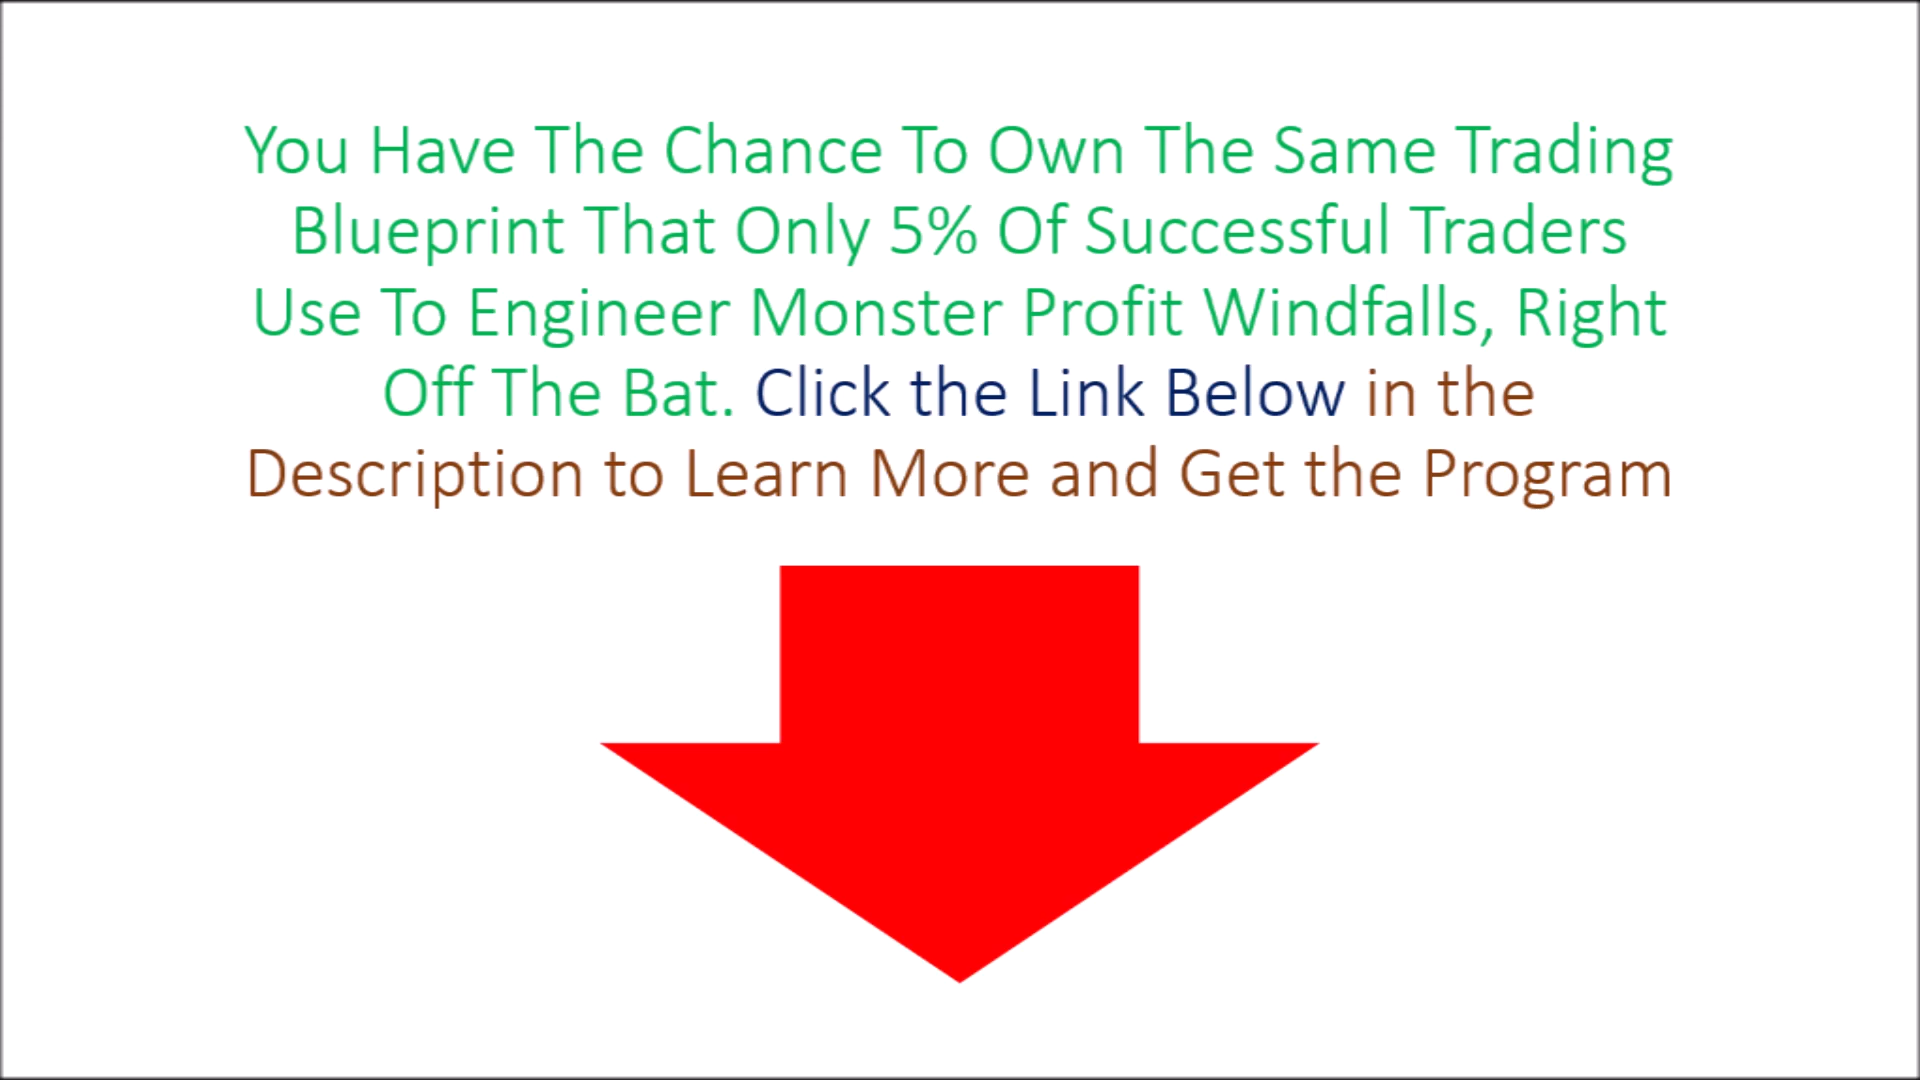 You Have The Chance To Own The Same Trading
Blueprint That Only 5% Of Successful Traders
Use To Engineer Monster Profit Windfalls, Right
Off The Bat. Click the Link Below in the
Description to Learn More and Get the Program